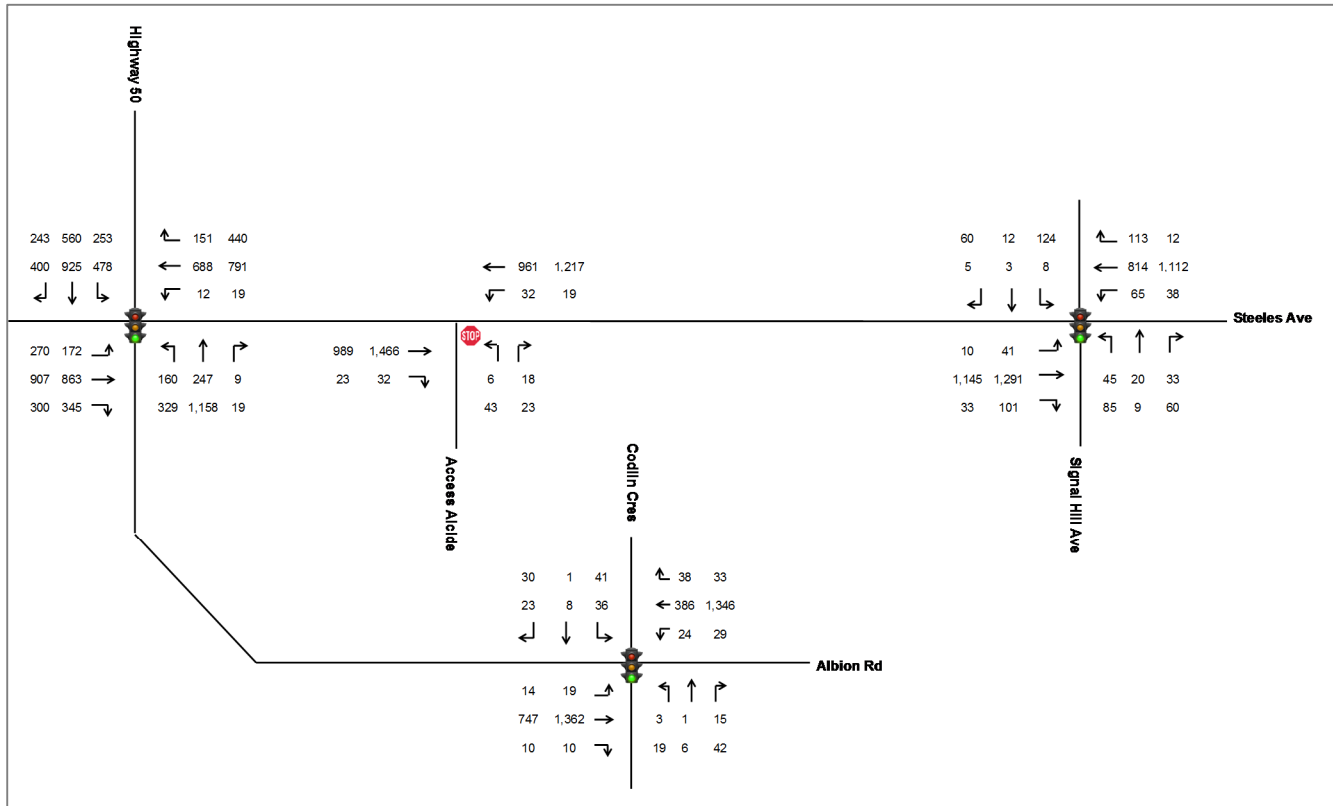 Highway 50
243 560 253
400 925 478
151 440
688 791
12 19
270 172
907 863
300 345
160 247 9
329 1,158 19
961 1,217
32 19
STOP
989 1,466
23 32
6 18
43 23
Access Alcide
60 12 124
5 3 8
113 12
814 1,112
65 38
Steeles Ave
10 41
1,145 1,291
33 101
45 20 33
85 9 60
Signal Hill Ave
Codlin Cres
30 1 41
23 8 36
38 33
386 1,346
24 29
Albion Rd
14 19
747 1,362
10 10
3 1 15
19 6 42